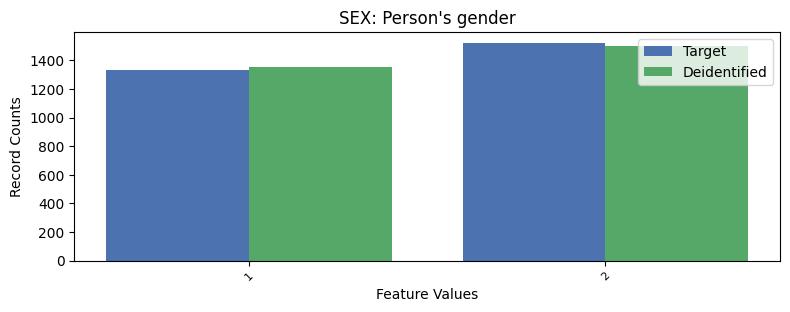 SEX: Person's gender
Target
Deidentified
Record Counts
1400
1200
1000
800
600
400
200
0
1
2
Feature Values